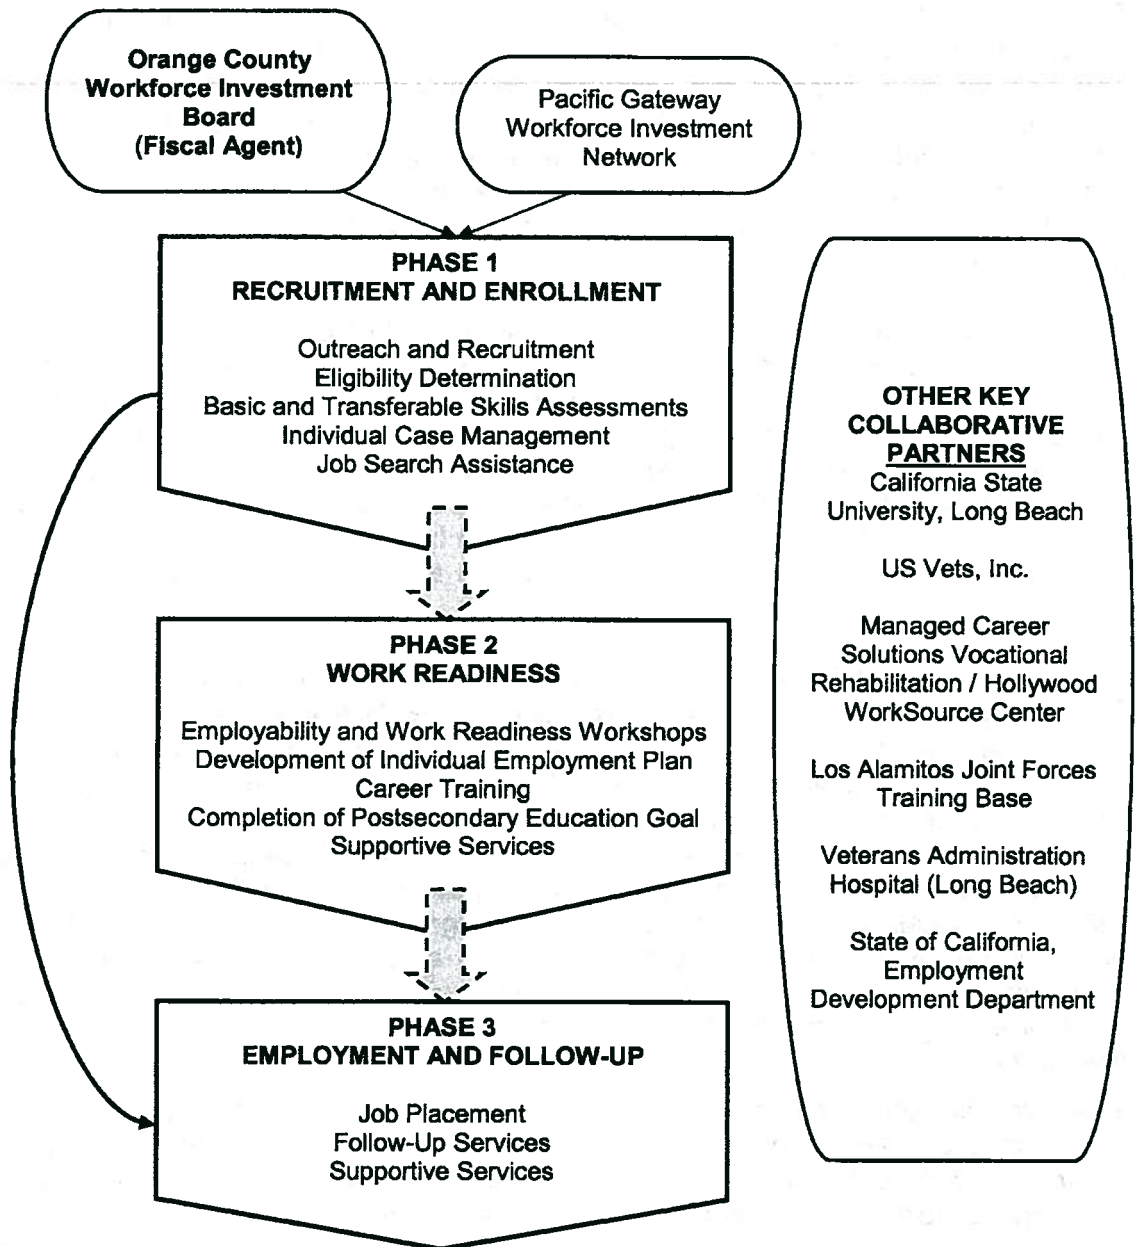 Orange County
Workforce Investment
Board
(Fiscal Agent)
Pacific Gateway
Workforce Investment
Network
PHASE 1
RECRUITMENT AND ENROLLMENT
Outreach and Recruitment
Eligibility Determination
Basic and Transferable Skills Assessments
Individual Case Management
Job Search Assistance
PHASE 2
WORK READINESS
Employability and Work Readiness Workshops
Development of Individual Employment Plan
Career Training
Completion of Postsecondary Education Goal
Supportive Services
PHASE 3
EMPLOYMENT AND FOLLOW-UP
Job Placement
Follow-Up Services
Supportive Services
OTHER KEY
COLLABORATIVE
PARTNERS
California State
University, Long Beach
US Vets, Inc.
Managed Career
Solutions Vocational
Rehabilitation / Hollywood
WorkSource Center
Los Alamitos Joint Forces
Training Base
Veterans Administration
Hospital (Long Beach)
State of California,
Employment
Development Department